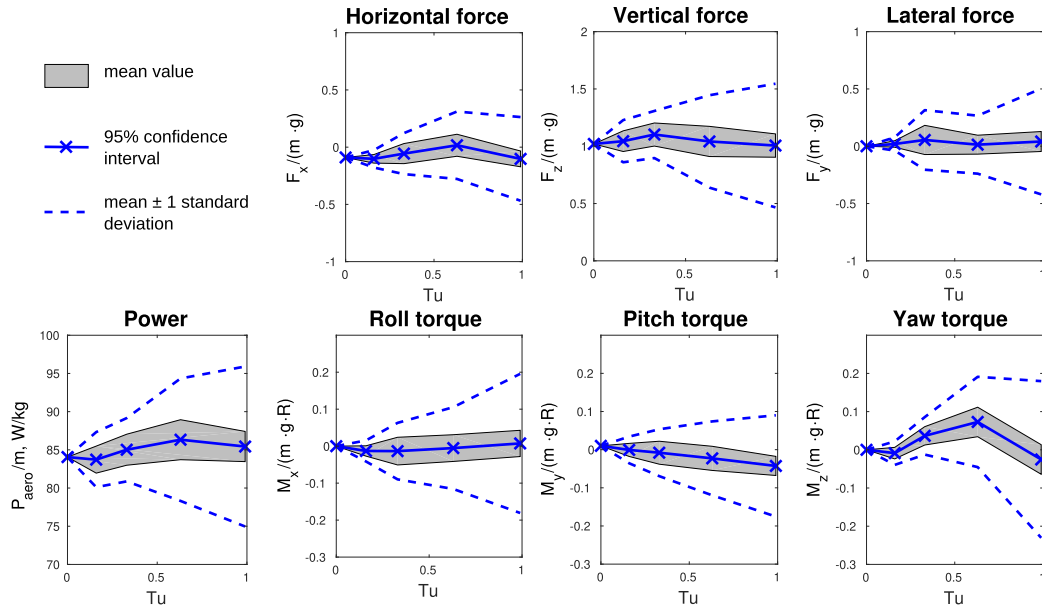 Horizontal force
Vertical force
Lateral force
mean value
95% confidence
interval
mean ± 1 standard
deviation
F_x/(m ·g)
1
0.5
0
-0.5
-1
0
0.5
1
Tu
F_z/(m ·g)
2
1.5
1
0.5
0
0
0.5
1
Tu
F_y/(m ·g)
1
0.5
0
-0.5
-1
0
0.5
1
Tu
Power
Roll torque
Pitch torque
Yaw torque
P_aero/m, W/kg
100
95
90
85
80
75
70
0
0.5
1
Tu
M_x/(m ·g·R)
0.2
0.1
0
-0.1
-0.2
-0.3
0
0.5
1
Tu
M_y/(m ·g·R)
0.2
0.1
0
-0.1
-0.2
-0.3
0
0.5
1
Tu
M_z/(m ·g·R)
0.2
0.1
0
-0.1
-0.2
-0.3
0
0.5
1
Tu